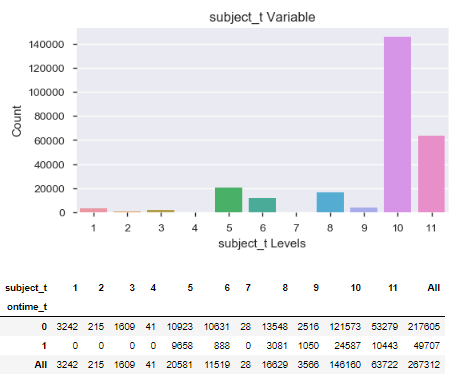 subject_t Variable
140000
120000
100000
80000
60000
40000
20000
0
Count
1 2 3 4 5 6 7 8 9 10 11
subject_t Levels
subject_t 1 2 3 4 5 6 7 8 9 10 11 All
ontime_t
0 3242 215 1609 41 10923 10631 28 13548 2516 121573 53279 217605
1 0 0 0 0 9658 888 0 3081 1050 24587 10443 49707
All 3242 215 1609 41 20581 11519 28 16629 3566 146160 63722 267312